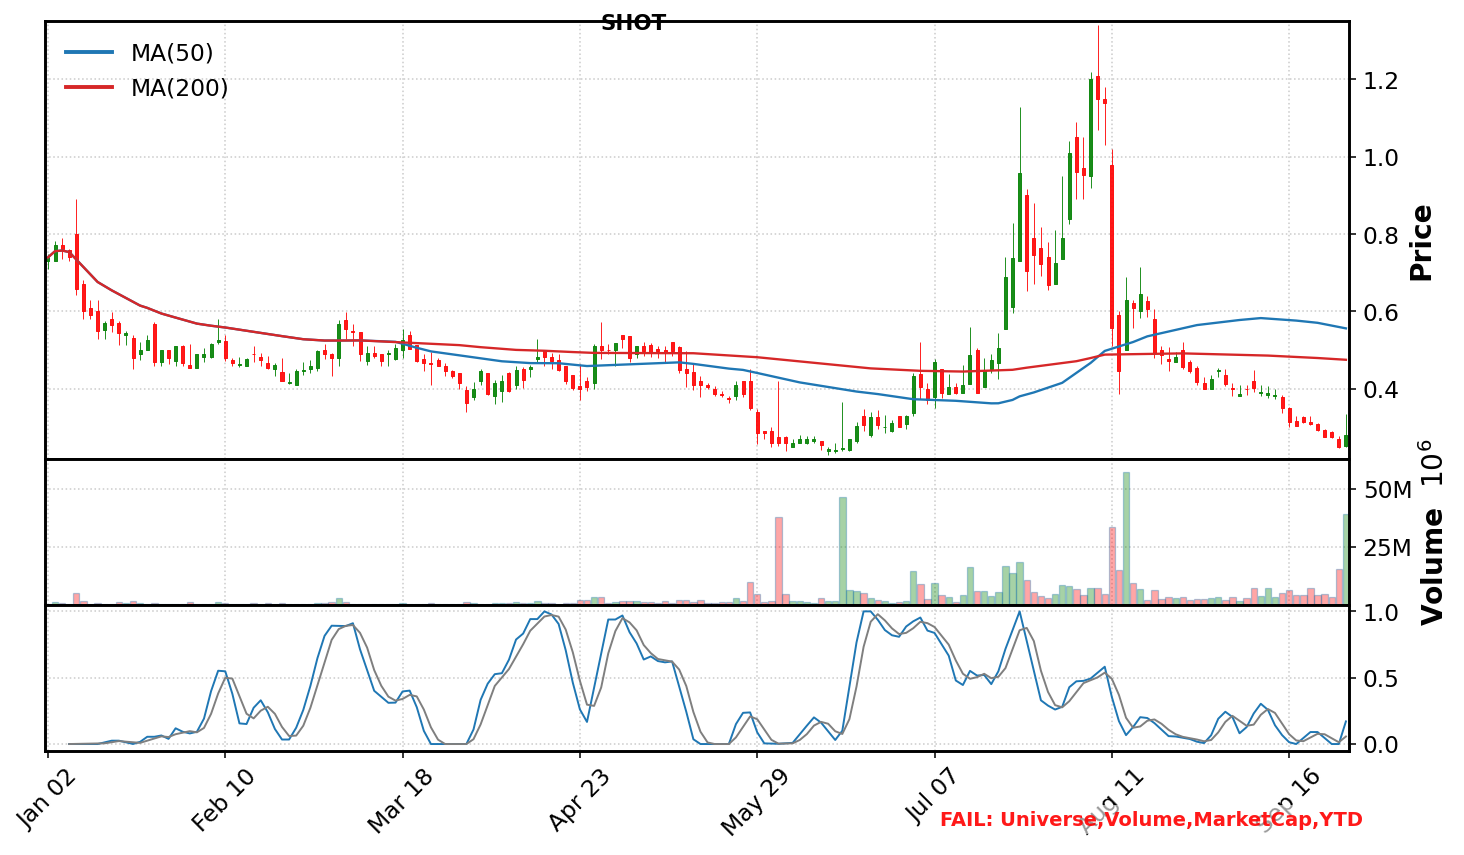 SHOT
MA(50)
MA(200)
1.2
1.0
0.8
0.6
0.4
Price
50M
25M
Volume 10^6
1.0
0.5
0.0
Jan 02
Feb 10
Mar 18
Apr 23
May 29
Jul 07
Aug 11
Sep 16
FAIL: Universe,Volume,MarketCap,YTD